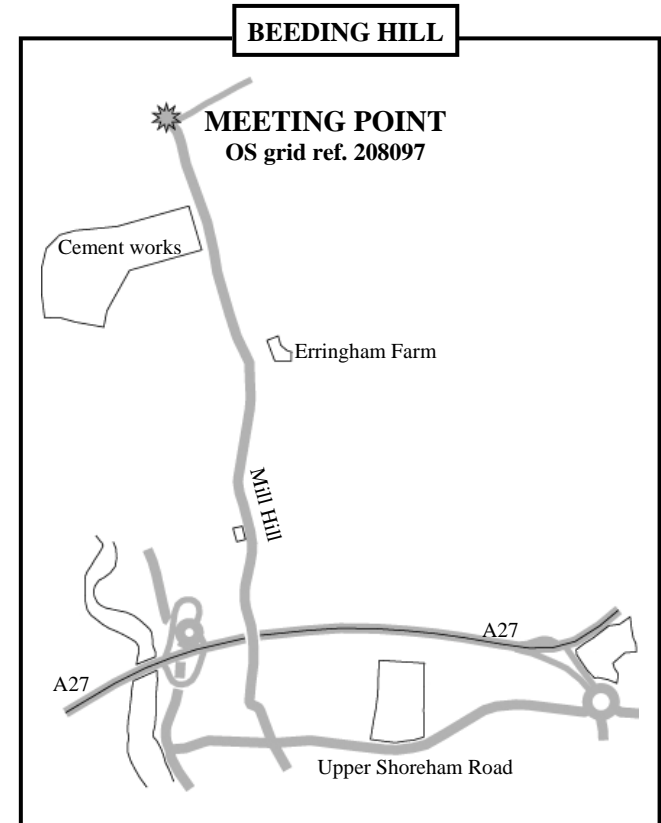 BEEDING HILL
MEETING POINT
OS grid ref. 208097
Cement works
Erringham Farm
Mill Hill
A27
A27
Upper Shoreham Road